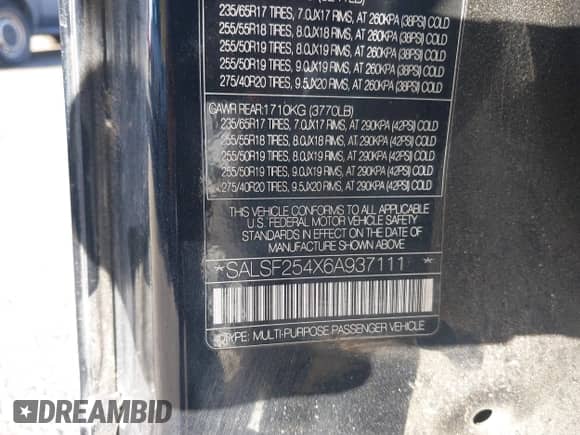 235/65R17 TIRES, 7.0JX17 RIMS, AT 260KPA (38PSI) COLD
255/55R18 TIRES, 8.0JX18 RIMS, AT 260KPA (38PSI) COLD
255/50R19 TIRES, 8.0JX19 RIMS, AT 260KPA (38PSI) COLD
255/50R19 TIRES, 9.0JX19 RIMS, AT 260KPA (38PSI) COLD
275/40R20 TIRES, 9.5JX20 RIMS, AT 260KPA (38PSI) COLD
GAWR REAR:1710KG (3770LB)
235/65R17 TIRES, 7.0JX17 RIMS, AT 290KPA (42PSI) COLD
255/55R18 TIRES, 8.0JX18 RIMS, AT 290KPA (42PSI) COLD
255/50R19 TIRES, 8.0JX19 RIMS, AT 290KPA (42PSI) COLD
255/50R19 TIRES, 9.0JX19 RIMS, AT 290KPA (42PSI) COLD
275/40R20 TIRES, 9.5JX20 RIMS, AT 290KPA (42PSI) COLD
THIS VEHICLE CONFORMS TO ALL APPLICABLE
U.S. FEDERAL MOTOR VEHICLE SAFETY
STANDARDS IN EFFECT ON THE DATE OF
MANUFACTURE SHOWN ABOVE
*SALSF254X6A937111 *
TYPE: MULTI-PURPOSE PASSENGER VEHICLE
DREAMBID